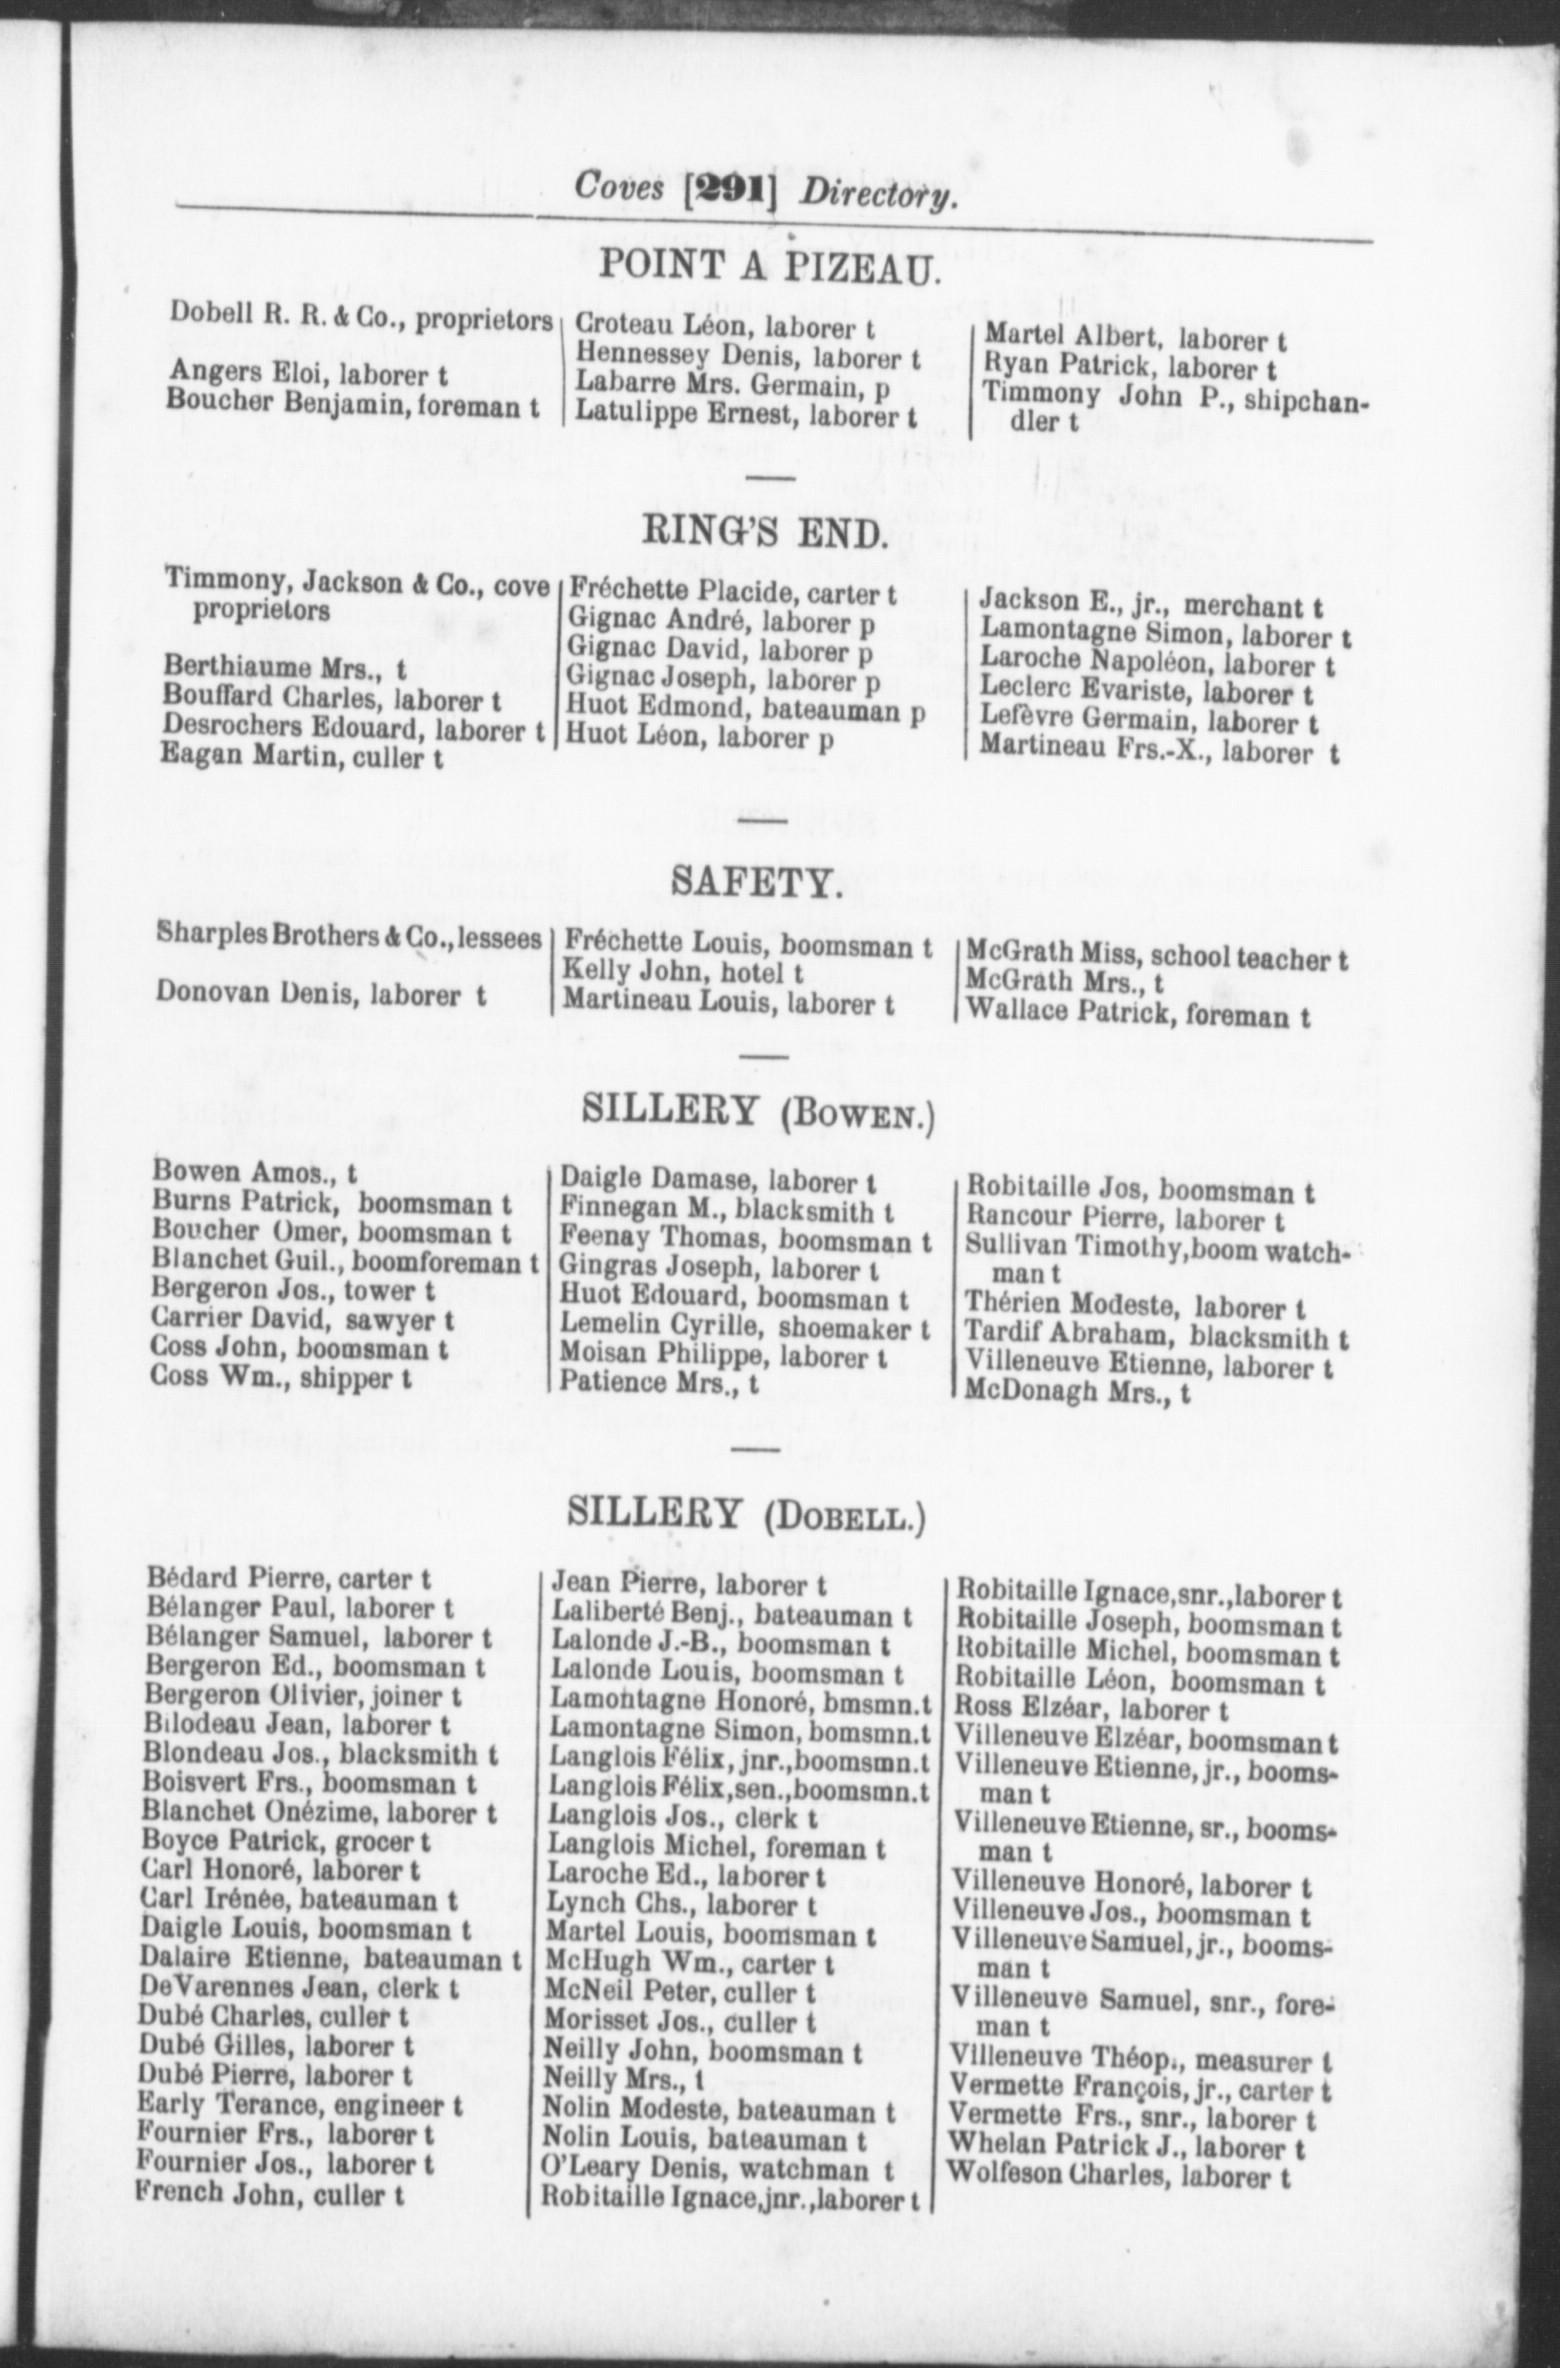 Coves [291] Directory.
POINT A PIZEAU.
Dobell R. R. & Co., proprietors
Angers Eloi, laborer t
Boucher Benjamin, foreman t
Croteau Léon, laborer t
Hennessey Denis, laborer t
Labarre Mrs. Germain, p
Latulippe Ernest, laborer t
Martel Albert, laborer t
Ryan Patrick, laborer t
Timmony John P., shipchan-
dler t
RING'S END.
Timmony, Jackson & Co., cove
proprietors
Berthiaume Mrs., t
Bouffard Charles, laborer t
Desrochers Edouard, laborer t
Eagan Martin, culler t
Fréchette Placide, carter t
Gignac André, laborer p
Gignac David, laborer p
Gignac Joseph, laborer p
Huot Edmond, bateauman p
Huot Léon, laborer p
Jackson E., jr., merchant t
Lamontagne Simon, laborer t
Laroche Napoléon, laborer t
Leclerc Evariste, laborer t
Lefèvre Germain, laborer t
Martineau Frs.-X., laborer t
SAFETY.
Sharples Brothers & Co., lessees
Donovan Denis, laborer t
Fréchette Louis, boomsman t
Kelly John, hotel t
Martineau Louis, laborer t
McGrath Miss, school teacher t
McGrath Mrs., t
Wallace Patrick, foreman t
SILLERY (BOWEN.)
Bowen Amos., t
Burns Patrick, boomsman t
Boucher Omer, boomsman t
Blanchet Guil., boomforeman t
Bergeron Jos., tower t
Carrier David, sawyer t
Coss John, boomsman t
Coss Wm., shipper t
Daigle Damase, laborer t
Finnegan M., blacksmith t
Feenay Thomas, boomsman t
Gingras Joseph, laborer t
Huot Edouard, boomsman t
Lemelin Cyrille, shoemaker t
Moisan Philippe, laborer t
Patience Mrs., t
Robitaille Jos, boomsman t
Rancour Pierre, laborer t
Sullivan Timothy, boom watch-
man t
Thérien Modeste, laborer t
Tardif Abraham, blacksmith t
Villeneuve Etienne, laborer t
McDonagh Mrs., t
SILLERY (DOBELL.)
Bédard Pierre, carter t
Bélanger Paul, laborer t
Bélanger Samuel, laborer t
Bergeron Ed., boomsman t
Bergeron Olivier, joiner t
Bilodeau Jean, laborer t
Blondeau Jos., blacksmith t
Boisvert Frs., boomsman t
Blanchet Onézime, laborer t
Boyce Patrick, grocer t
Carl Honoré, laborer t
Carl Irénée, bateauman t
Daigle Louis, boomsman t
Dalaire Etienne, bateauman t
DeVarennes Jean, clerk t
Dubé Charles, culler t
Dubé Gilles, laborer t
Dubé Pierre, laborer t
Early Terance, engineer t
Fournier Frs., laborer t
Fournier Jos., laborer t
French John, culler t
Jean Pierre, laborer t
Laliberté Benj., bateauman t
Lalonde J.-B., boomsman t
Lalonde Louis, boomsman t
Lamontagne Honoré, bmsmn. t
Lamontagne Simon, bomsmn. t
Langlois Félix, jnr., boomsmn. t
Langlois Félix, sen., boomsmn. t
Langlois Jos., clerk t
Langlois Michel, foreman t
Laroche Ed., laborer t
Lynch Chs., laborer t
Martel Louis, boomsman t
McHugh Wm., carter t
McNeil Peter, culler t
Morisset Jos., culler t
Neilly John, boomsman t
Neilly Mrs., t
Nolin Modeste, bateauman t
Nolin Louis, bateauman t
O'Leary Denis, watchman t
Robitaille Ignace, jnr., laborer t
Robitaille Ignace, snr., laborer t
Robitaille Joseph, boomsman t
Robitaille Michel, boomsman t
Robitaille Léon, boomsman t
Ross Elzéar, laborer t
Villeneuve Elzéar, boomsman t
Villeneuve Etienne, jr., booms-
man t
Villeneuve Etienne, sr., booms-
man t
Villeneuve Honoré, laborer t
Villeneuve Jos., boomsman t
Villeneuve Samuel, jr., booms-
man t
Villeneuve Samuel, snr., fore-
man t
Villeneuve Théop., measurer t
Vermette François, jr., carter t
Vermette Frs., snr., laborer t
Whelan Patrick J., laborer t
Wolfeson Charles, laborer t